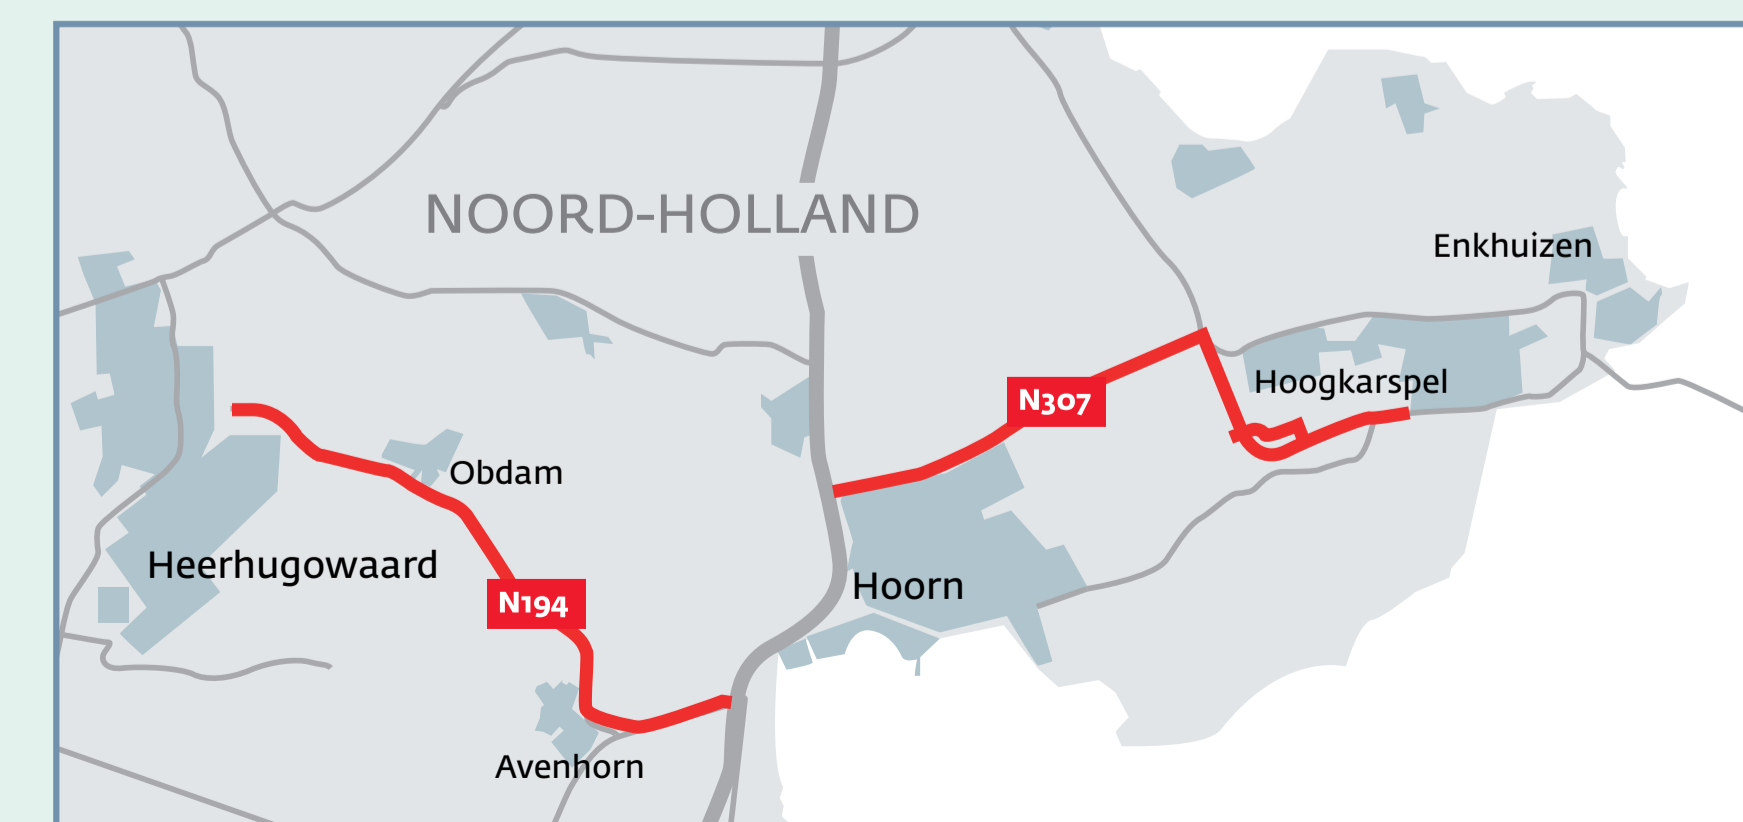 NOORD-HOLLAND
Enkhuizen
Hoogkarspel
N307
Obdam
Heerhugowaard
Hoorn
N194
Avenhorn